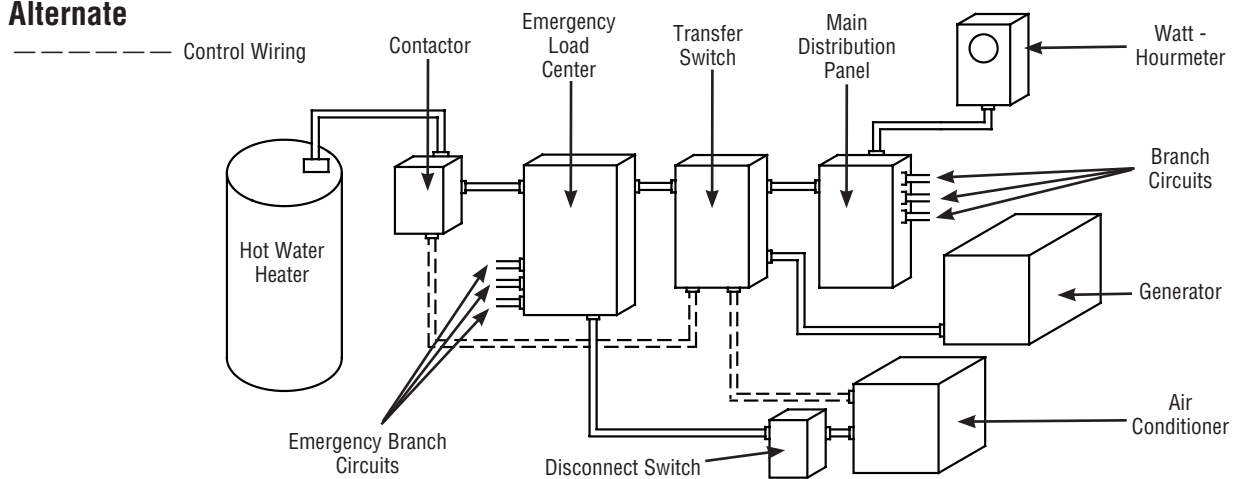 Alternate
Control Wiring
Contactor
Emergency
Load
Center
Transfer
Switch
Main
Distribution
Panel
Watt -
Hourmeter
Branch
Circuits
Hot Water
Heater
Generator
Emergency Branch
Circuits
Disconnect Switch
Air
Conditioner